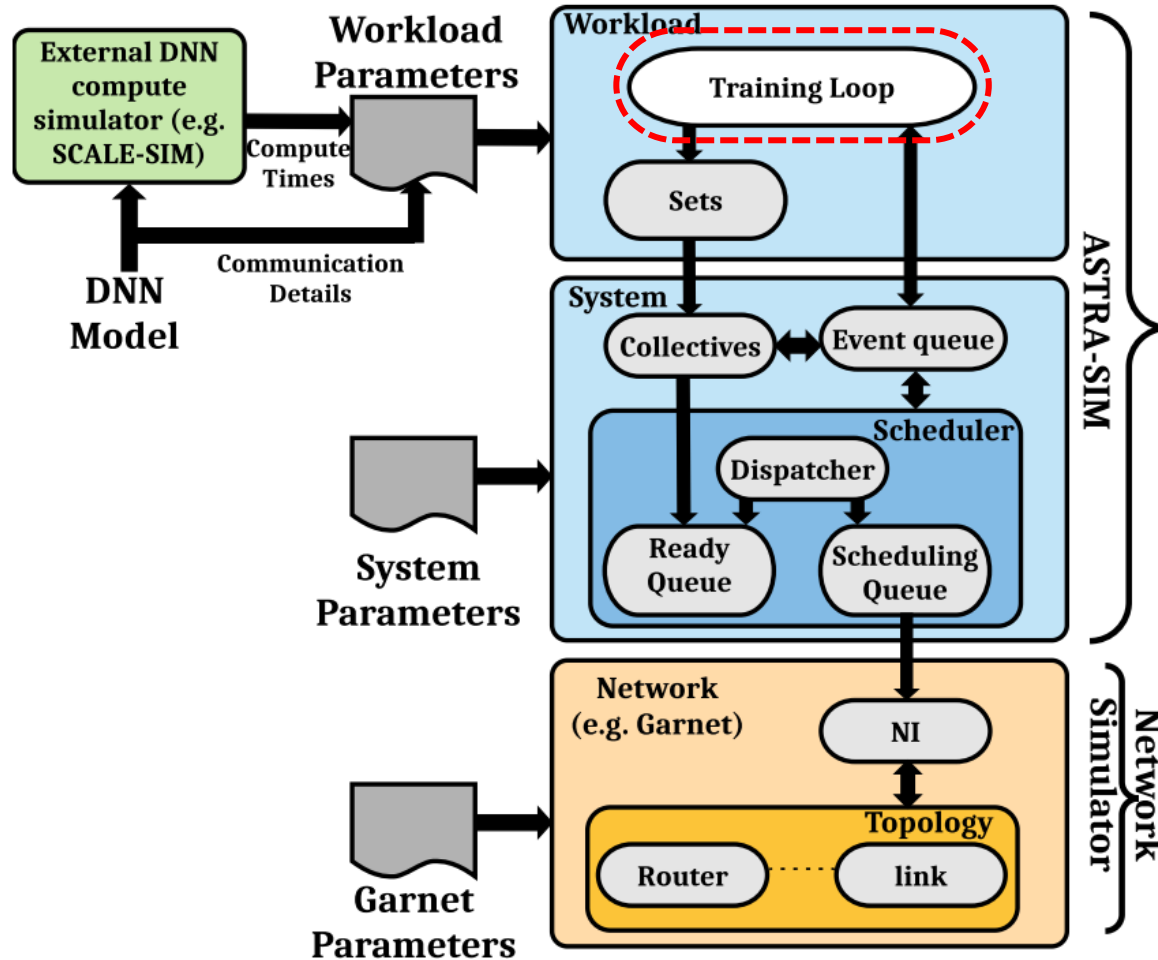 External DNN
compute
simulator (e.g.
SCALE-SIM)
Workload
Parameters
Compute
Times
Communication
Details
DNN
Model
Workload
Training Loop
Sets
System
Collectives
Event queue
Scheduler
Dispatcher
Ready
Queue
Scheduling
Queue
System
Parameters
ASTRA-SIM
Network
(e.g. Garnet)
NI
Topology
Router
link
Garnet
Parameters
Network
Simulator